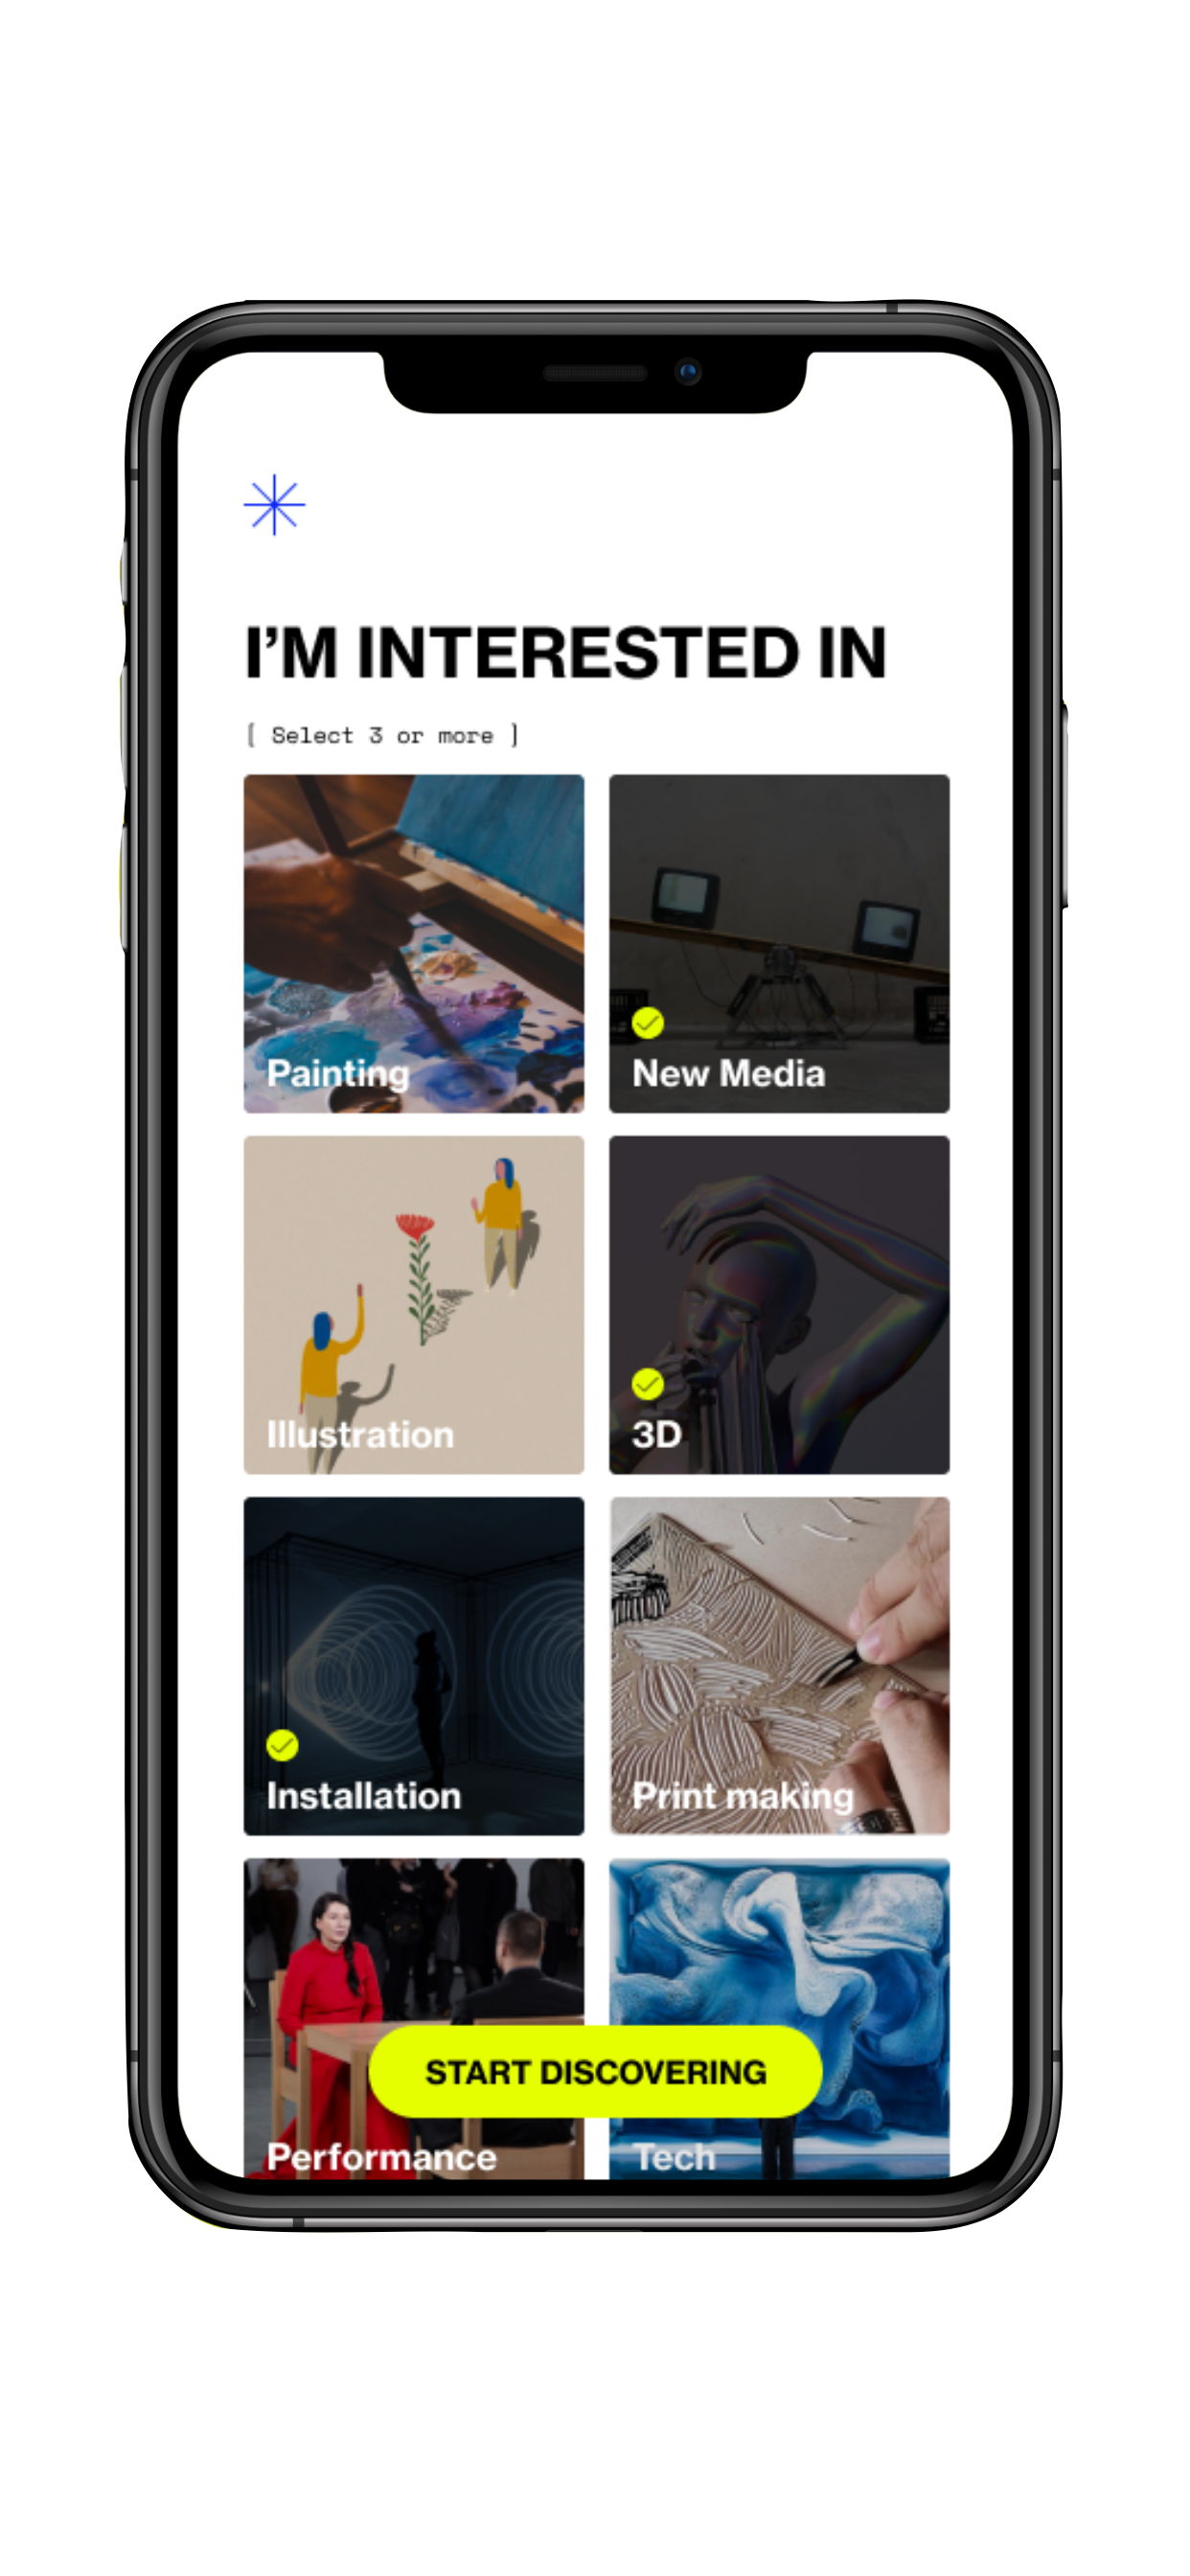 I’M INTERESTED IN
[ Select 3 or more ]
Painting
New Media
Illustration
3D
Installation
Print making
START DISCOVERING
Performance
Tech